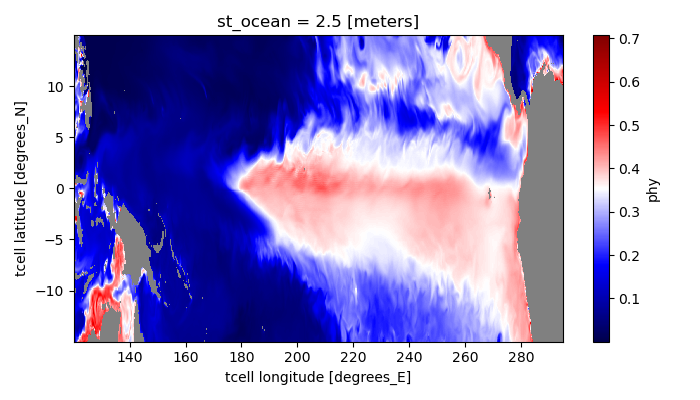 st_ocean = 2.5 [meters]
tcell latitude [degrees_N]
10
5
0
−5
−10
140 160 180 200 220 240 260 280
tcell longitude [degrees_E]
0.7
0.6
0.5
0.4
0.3
0.2
0.1
phy